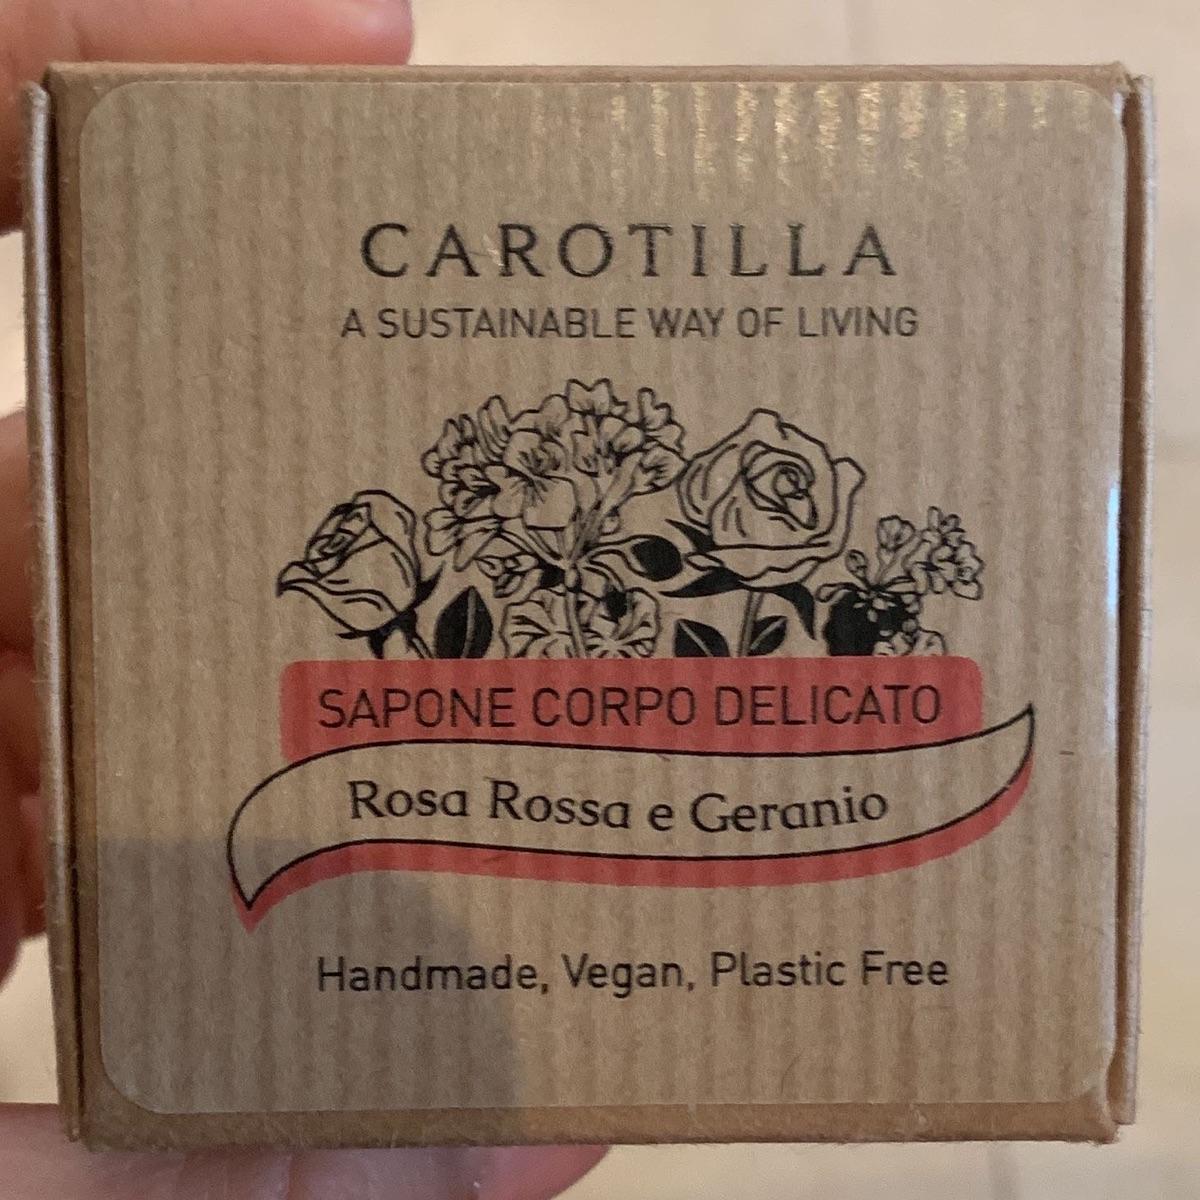 CAROTILLA
A SUSTAINABLE WAY OF LIVING
SAPONE CORPO DELICATO
Rosa Rossa e Geranio
Handmade, Vegan, Plastic Free